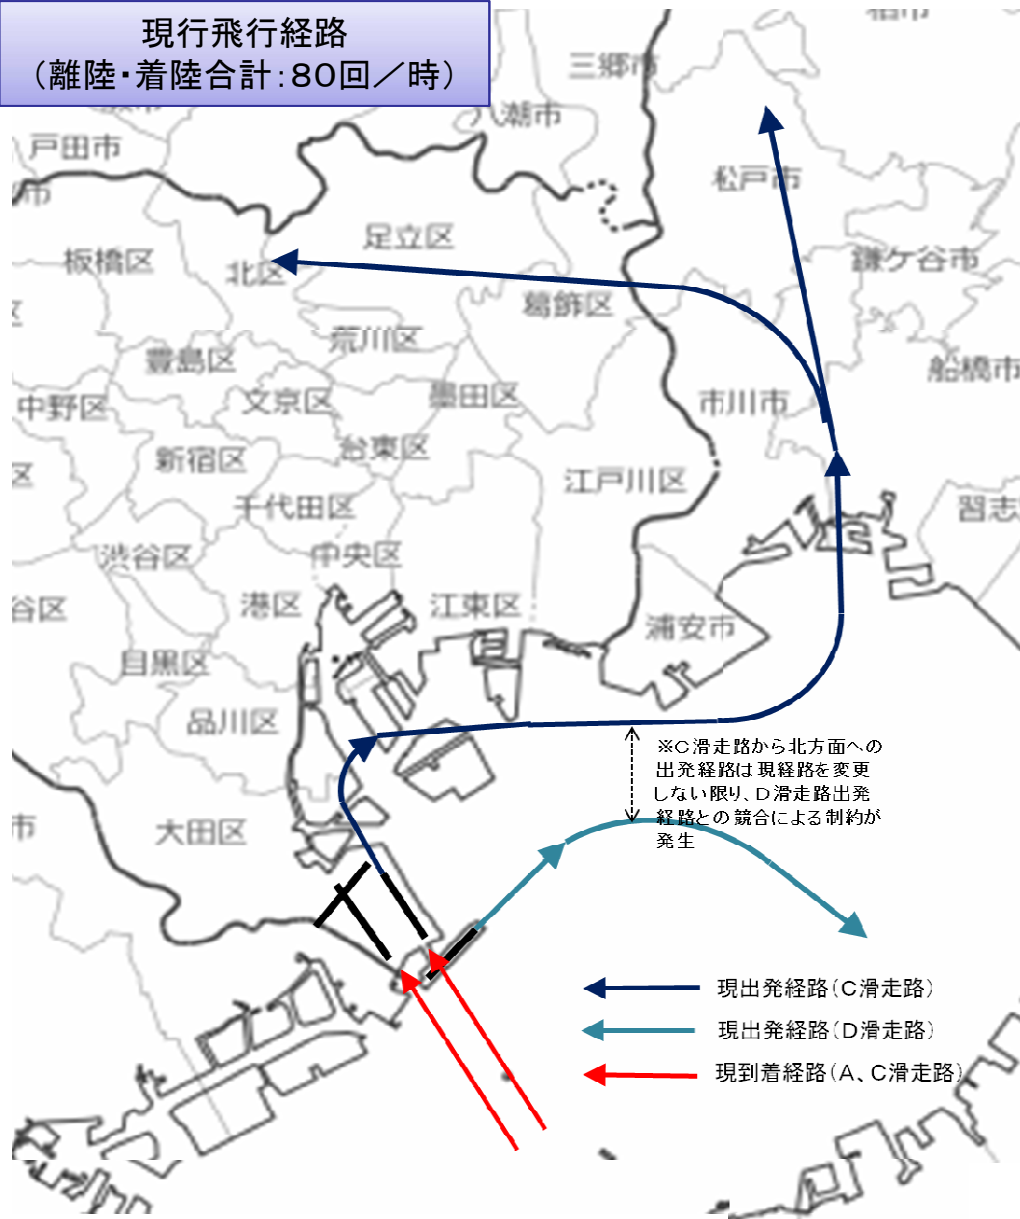 現行飛行経路
（離陸・着陸合計：８０回／時）
三郷市
八潮市
戸田市
松戸市
足立区
板橋区
北区
鎌ケ谷市
葛飾区
荒川区
豊島区
船橋市
中野区
文京区
墨田区
市川市
台東区
新宿区
江戸川区
千代田区
習志
渋谷区
中央区
谷区
港区
江東区
浦安市
目黒区
品川区
※Ｃ滑走路から北方面への
出発経路は現経路を変更
しない限り、Ｄ滑走路出発
経路との競合による制約が
発生
市
大田区
現出発経路（Ｃ滑走路）
現出発経路（Ｄ滑走路）
現到着経路（Ａ、Ｃ滑走路）